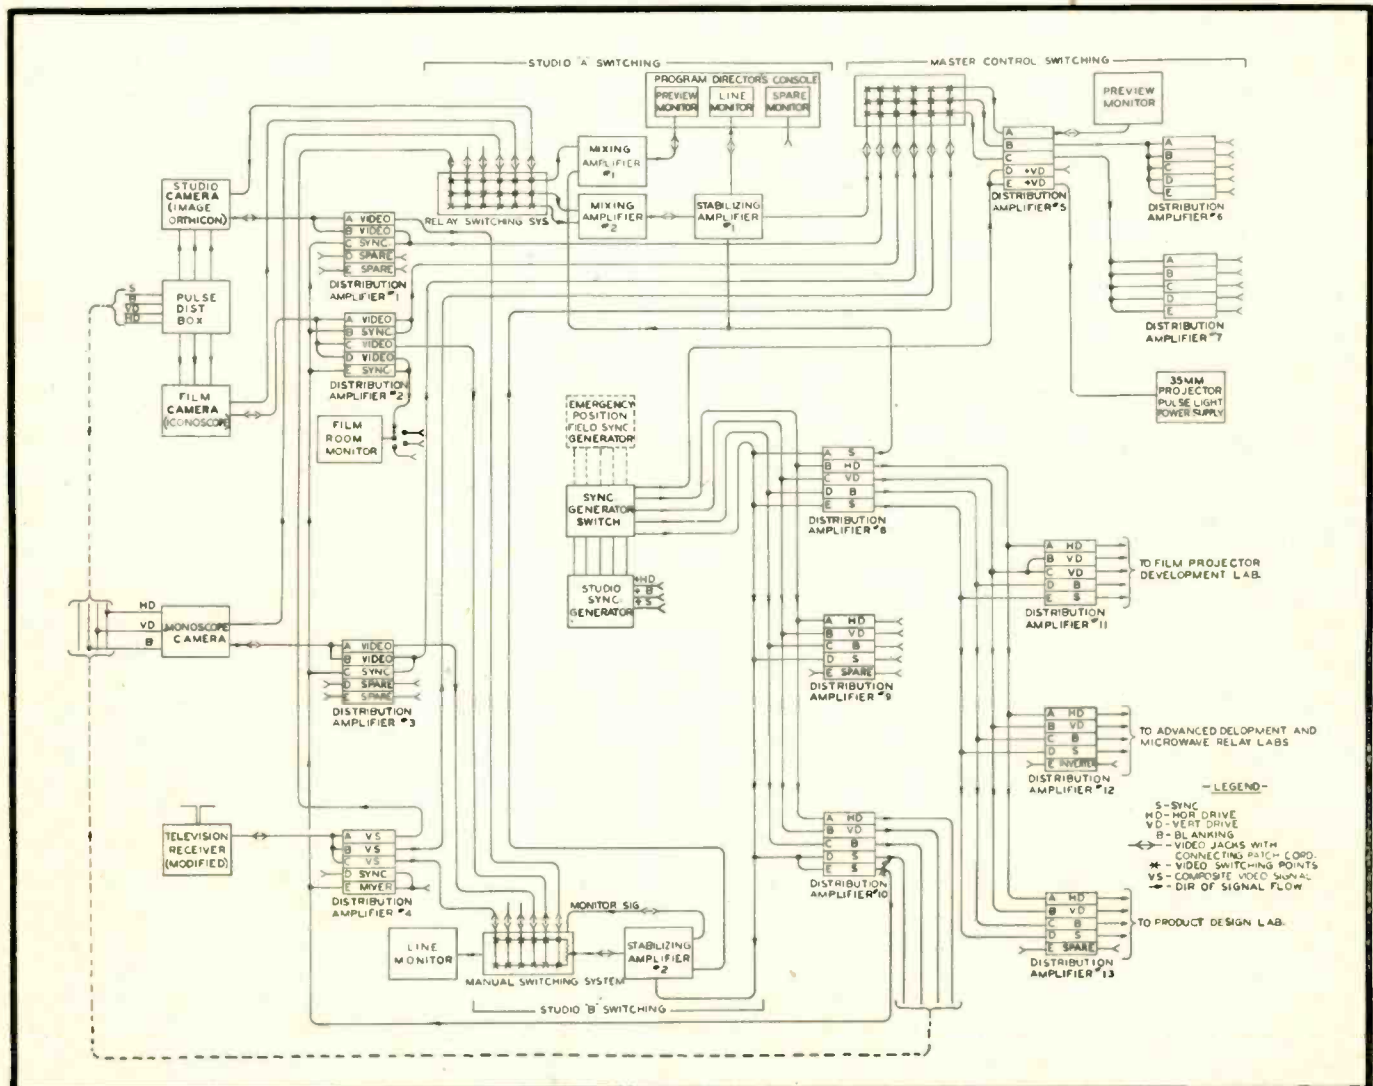 STUDIO "A" SWITCHING
MASTER CONTROL SWITCHING
PROGRAM DIRECTORS CONSOLE
PREVIEW
MONITOR
LINE
MONITOR
SPARE
MONITOR
PREVIEW
MONITOR
MIXING
AMPLIFIER
#1
MIXING
AMPLIFIER
#2
STABILIZING
AMPLIFIER
#1
RELAY SWITCHING SYS
A
B
C
D +VD
E +VD
DISTRIBUTION
AMPLIFIER #5
A
B
C
D
E
DISTRIBUTION
AMPLIFIER #6
A
B
C
D
E
DISTRIBUTION
AMPLIFIER #7
35MM
PROJECTOR
PULSE LIGHT
POWER SUPPLY
STUDIO
CAMERA
(IMAGE
ORTHICON)
A VIDEO
B VIDEO
C SYNC
D SPARE
E SPARE
DISTRIBUTION
AMPLIFIER #1
S
B
VD
HD
PULSE
DIST
BOX
A VIDEO
B SYNC
C VIDEO
D VIDEO
E SYNC
DISTRIBUTION
AMPLIFIER #2
FILM
CAMERA
(ICONOSCOPE)
FILM
ROOM
MONITOR
EMERGENCY
POSITION
FIELD SYNC
GENERATOR
SYNC
GENERATOR
SWITCH
STUDIO
SYNC
GENERATOR
+HD
+B
+S
A S
B HD
C VD
D B
E S
DISTRIBUTION
AMPLIFIER #8
A HD
B VD
C VD
D B
E S
DISTRIBUTION
AMPLIFIER #11
TO FILM PROJECTOR
DEVELOPMENT LAB.
HD
VD
B
MONOSCOPE
CAMERA
A VIDEO
B VIDEO
C SYNC
D SPARE
E SPARE
DISTRIBUTION
AMPLIFIER #3
A HD
B VD
C B
D S
E SPARE
DISTRIBUTION
AMPLIFIER #9
A HD
B VD
C B
D S
E INVERTER
DISTRIBUTION
AMPLIFIER #12
TO ADVANCED DELOPMENT AND
MICROWAVE RELAY LABS
TELEVISION
RECEIVER
(MODIFIED)
A VS
B VS
C VS
D SYNC
E MIXER
DISTRIBUTION
AMPLIFIER #4
LINE
MONITOR
MONITOR SIG
MANUAL SWITCHING SYSTEM
STABILIZING
AMPLIFIER
#2
STUDIO "B" SWITCHING
A HD
B VD
C B
D S
E S
DISTRIBUTION
AMPLIFIER #10
A HD
B VD
C B
D S
E SPARE
DISTRIBUTION
AMPLIFIER #13
TO PRODUCT DESIGN LAB.
-LEGEND-
S-SYNC
HD-HOR DRIVE
VD-VERT DRIVE
B-BLANKING
- VIDEO JACKS WITH
CONNECTING PATCH CORD.
- VIDEO SWITCHING POINTS
VS-COMPOSITE VIDEO SIGNAL
- DIR OF SIGNAL FLOW